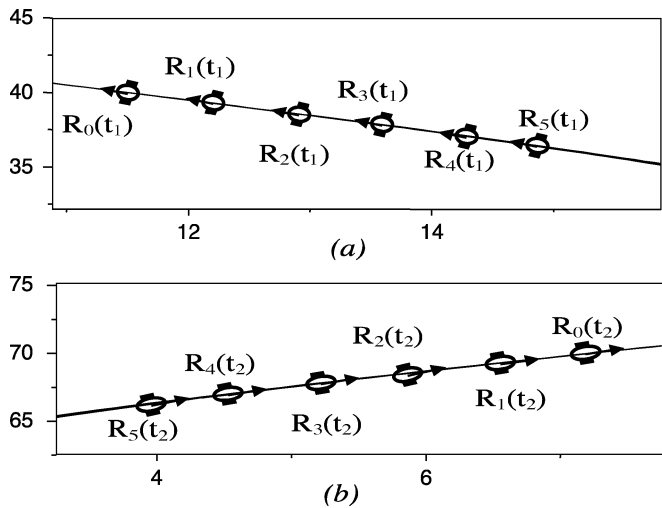 45
R₁(t₁)
R₃(t₁)
40
R₅(t₁)
R₀(t₁)
R₂(t₁)
R₄(t₁)
35
12
14
(a)
75
R₀(t₂)
R₂(t₂)
R₄(t₂)
70
R₁(t₂)
R₃(t₂)
R₅(t₂)
65
4
6
(b)